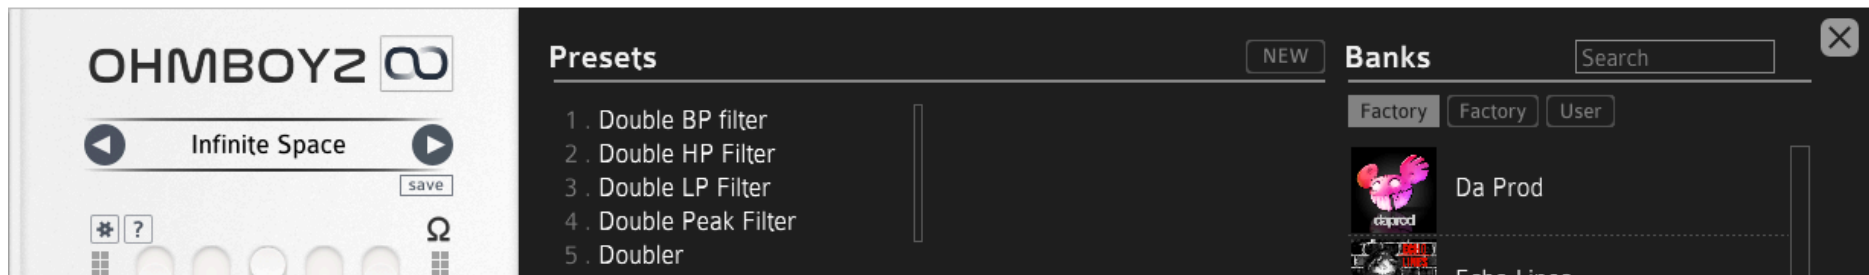 OHMBOYZ
Infinite Space
save
?
Ω
Presets
NEW
1. Double BP filter
2. Double HP Filter
3. Double LP Filter
4. Double Peak Filter
5. Doubler
Banks
Search
Factory
Factory
User
daprod
Da Prod